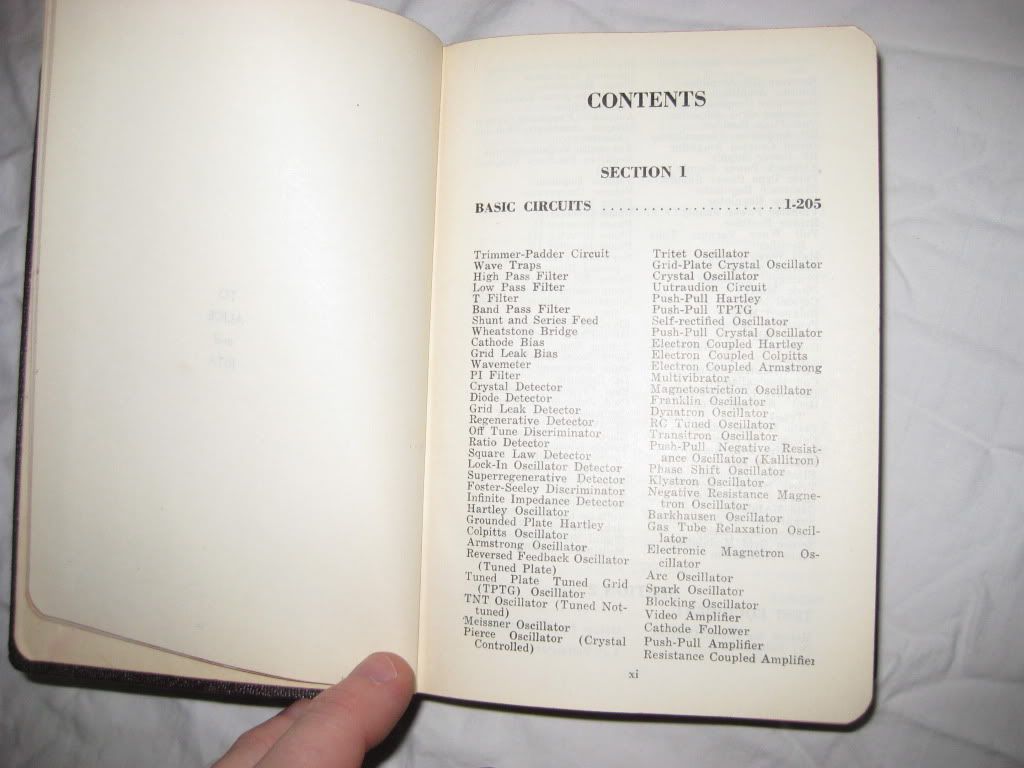 CONTENTS
SECTION 1
BASIC CIRCUITS ......................1-205
Trimmer-Padder Circuit
Wave Traps
High Pass Filter
Low Pass Filter
T Filter
Band Pass Filter
Shunt and Series Feed
Wheatstone Bridge
Cathode Bias
Grid Leak Bias
Wavemeter
PI Filter
Crystal Detector
Diode Detector
Grid Leak Detector
Regenerative Detector
Off Tune Discriminator
Ratio Detector
Square Law Detector
Lock-In Oscillator Detector
Superregenerative Detector
Foster-Seeley Discriminator
Infinite Impedance Detector
Hartley Oscillator
Grounded Plate Hartley
Colpitts Oscillator
Armstrong Oscillator
Reversed Feedback Oscillator
(Tuned Plate)
Tuned Plate Tuned Grid
(TPTG) Oscillator
TNT Oscillator (Tuned Not-
tuned)
Meissner Oscillator
Pierce Oscillator (Crystal
Controlled)
Tritet Oscillator
Grid-Plate Crystal Oscillator
Crystal Oscillator
Uutraudion Circuit
Push-Pull Hartley
Push-Pull TPTG
Self-rectified Oscillator
Push-Pull Crystal Oscillator
Electron Coupled Hartley
Electron Coupled Colpitts
Electron Coupled Armstrong
Multivibrator
Magnetostriction Oscillator
Franklin Oscillator
Dynatron Oscillator
RC Tuned Oscillator
Transitron Oscillator
Push-Pull Negative Resist-
ance Oscillator (Kallitron)
Phase Shift Oscillator
Klystron Oscillator
Negative Resistance Magne-
tron Oscillator
Barkhausen Oscillator
Gas Tube Relaxation Oscil-
lator
Electronic Magnetron Os-
cillator
Arc Oscillator
Spark Oscillator
Blocking Oscillator
Video Amplifier
Cathode Follower
Push-Pull Amplifier
Resistance Coupled Amplifier
xi